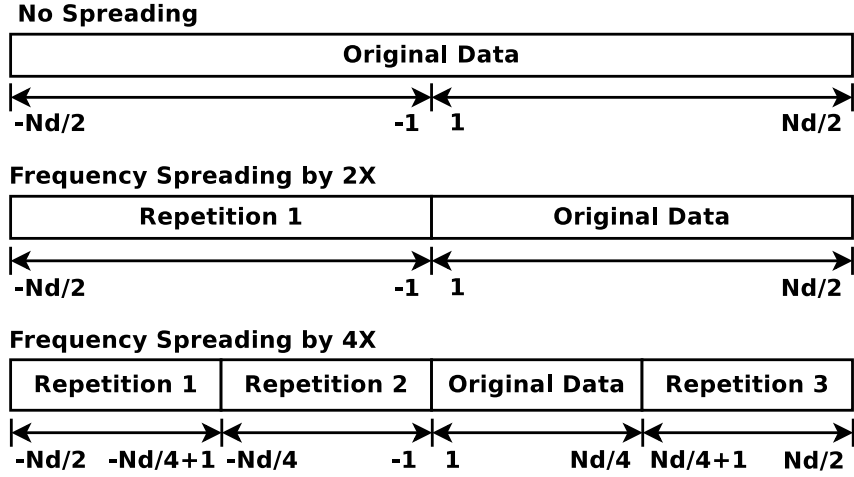 No Spreading
Original Data
-Nd/2 -1 1 Nd/2
Frequency Spreading by 2X
Repetition 1 Original Data
-Nd/2 -1 1 Nd/2
Frequency Spreading by 4X
Repetition 1 Repetition 2 Original Data Repetition 3
-Nd/2 -Nd/4+1 -Nd/4 -1 1 Nd/4 Nd/4+1 Nd/2